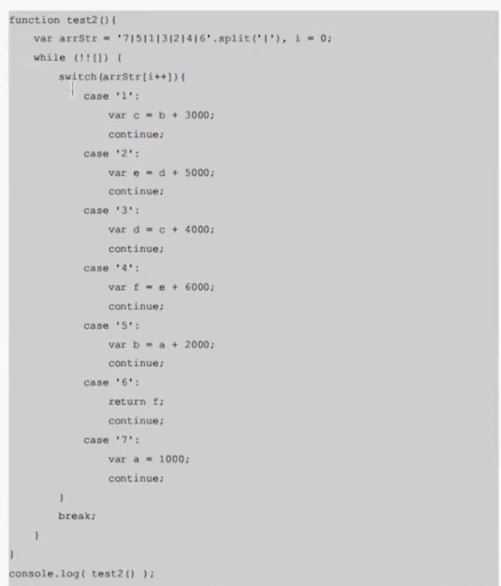 function test2(){
var arrStr = '7|5|1|3|2|4|6'.split('|'), i = 0;
while (!![]) {
switch(arrStr[i++]){
case '1':
var c = b + 3000;
continue;
case '2':
var e = d + 5000;
continue;
case '3':
var d = c + 4000;
continue;
case '4':
var f = e + 6000;
continue;
case '5':
var b = a + 2000;
continue;
case '6':
return f;
continue;
case '7':
var a = 1000;
continue;
}
break;
}
}
console.log( test2() );